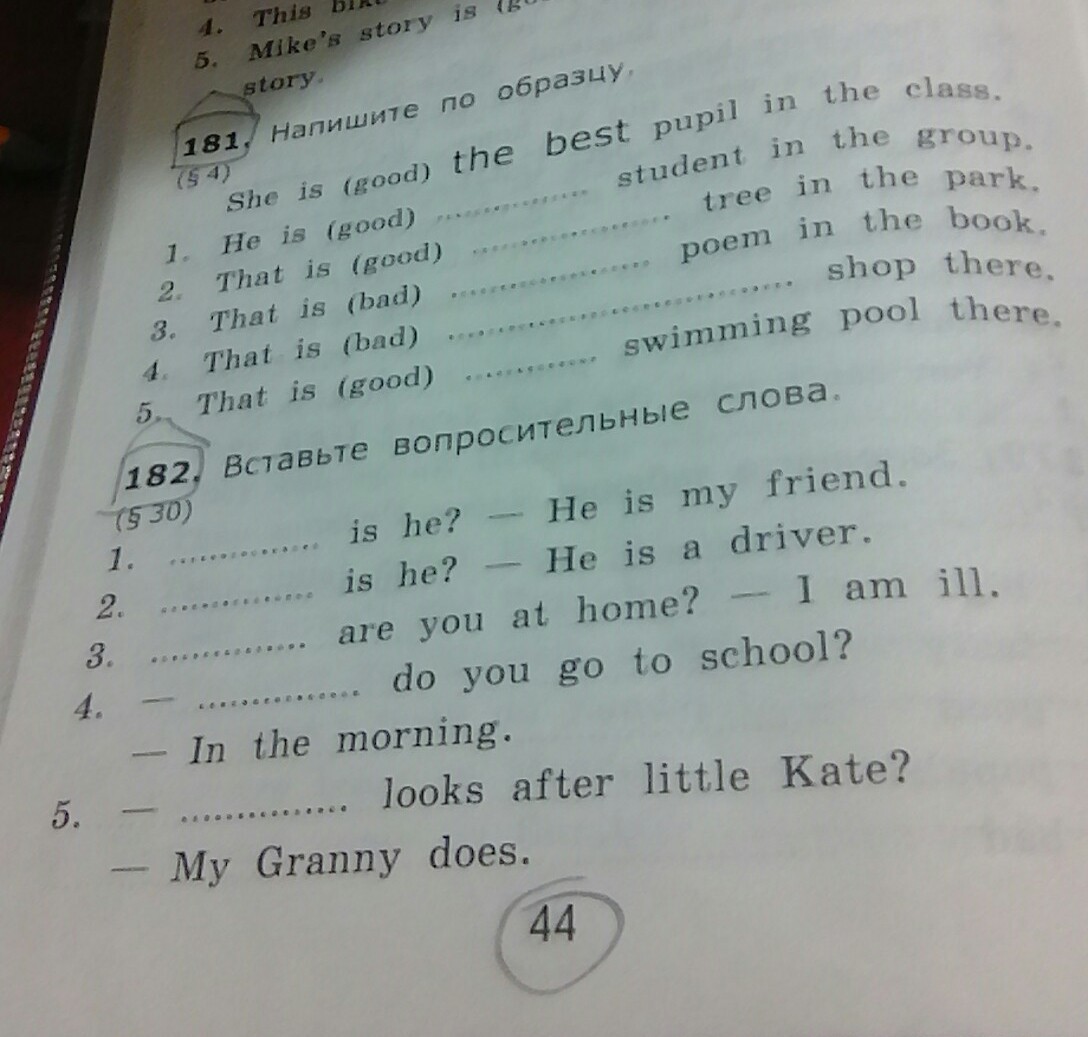 4. This
5. Mike's story is
story.
181. Напишите по образцу.
(§ 4)
She is (good) the best pupil in the class.
1. He is (good) ............... student in the group.
2. That is (good) ................... tree in the park.
3. That is (bad) ................... poem in the book.
4. That is (bad) ................................. shop there.
5. That is (good) ............. swimming pool there.
182. Вставьте вопросительные слова.
(§ 30)
1. ............... is he? — He is my friend.
2. ............... is he? — He is a driver.
3. ............... are you at home? — I am ill.
4. — ............... do you go to school?
— In the morning.
5. — ............... looks after little Kate?
— My Granny does.
44